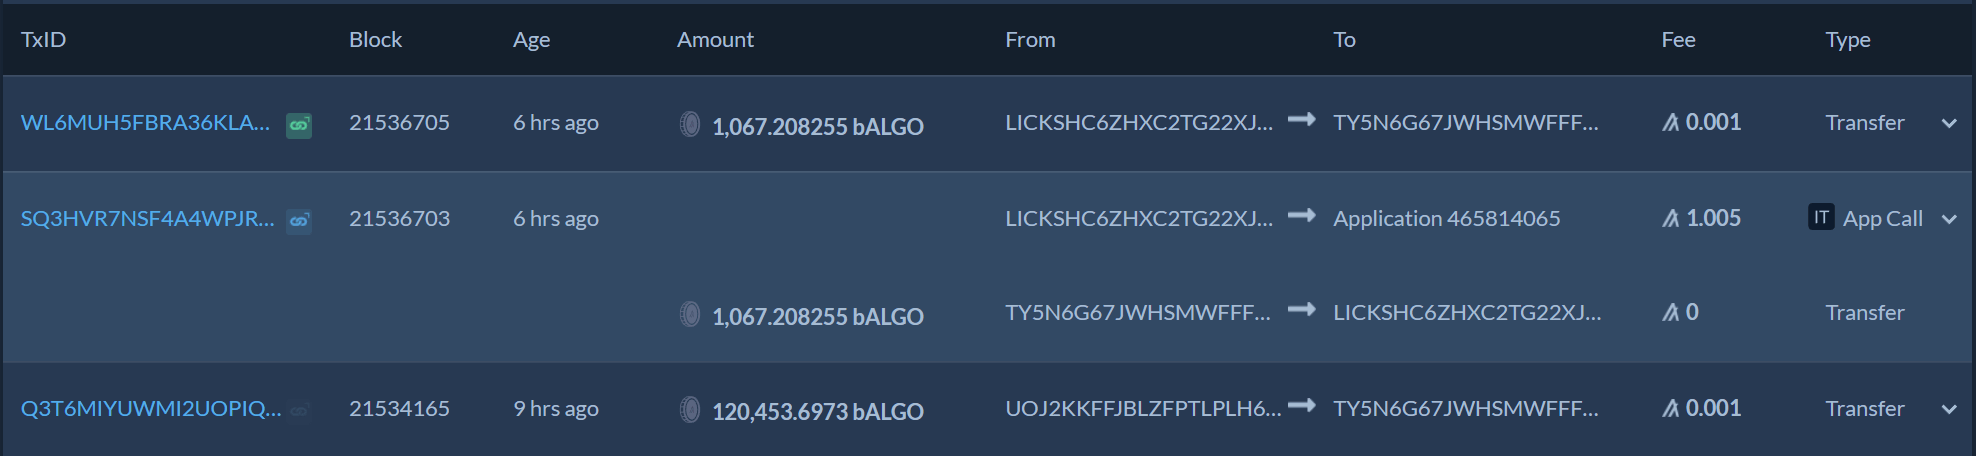 TxID Block Age Amount From To Fee Type
WL6MUH5FBRA36KLA... 21536705 6 hrs ago 1,067.208255 bALGO LICKSHC6ZHXC2TG22XJ... TY5N6G67JWHSMWFFF... 0.001 Transfer
SQ3HVR7NSF4A4WPJR... 21536703 6 hrs ago LICKSHC6ZHXC2TG22XJ... Application 465814065 1.005 IT App Call
1,067.208255 bALGO TY5N6G67JWHSMWFFF... LICKSHC6ZHXC2TG22XJ... 0 Transfer
Q3T6MIYUWMI2UOPIQ... 21534165 9 hrs ago 120,453.6973 bALGO UOJ2KKFFJBLZFPTLPLH6... TY5N6G67JWHSMWFFF... 0.001 Transfer